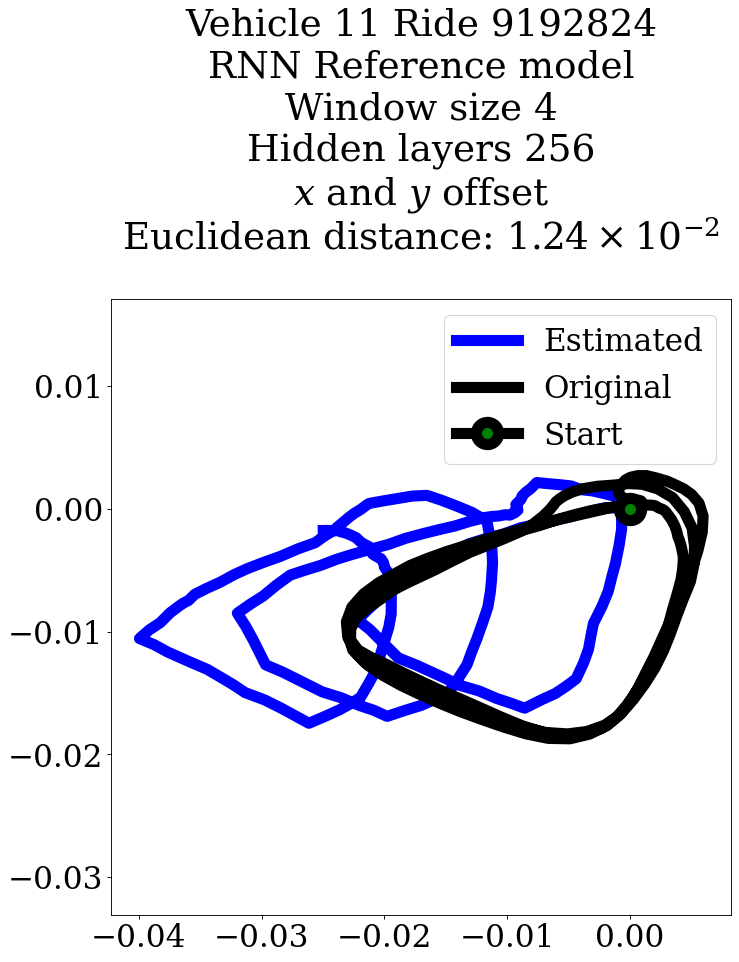 Vehicle 11 Ride 9192824
RNN Reference model
Window size 4
Hidden layers 256
x and y offset
Euclidean distance: 1.24 × 10⁻²
Estimated
Original
Start
0.01
0.00
−0.01
−0.02
−0.03
−0.04 −0.03 −0.02 −0.01 0.00